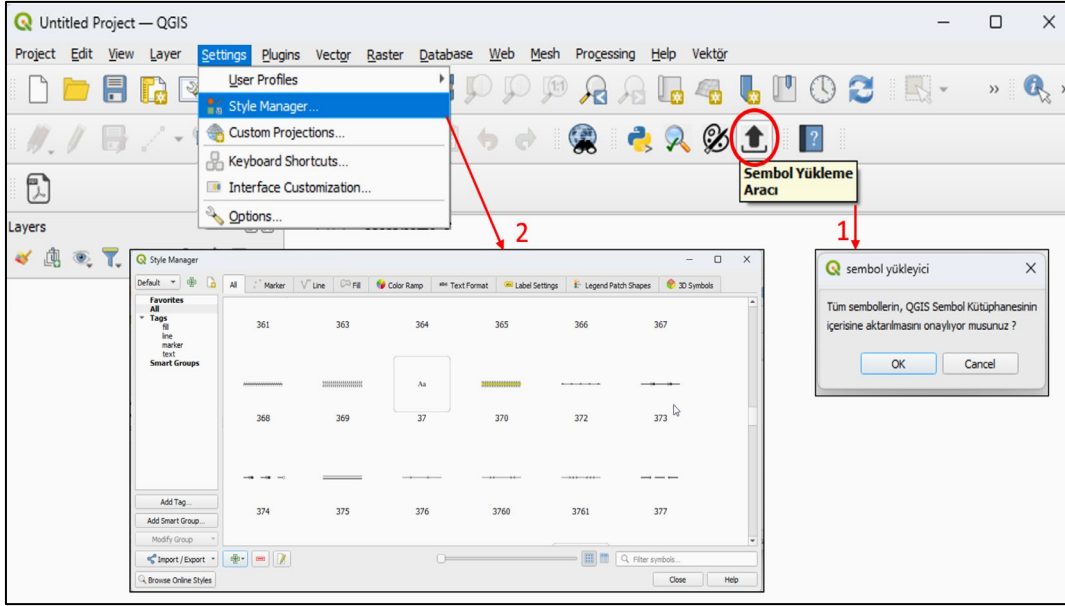 Untitled Project — QGIS
Project Edit View Layer Settings Plugins Vector Raster Database Web Mesh Processing Help Vektör
User Profiles
Style Manager...
Custom Projections...
Keyboard Shortcuts...
Interface Customization...
Options...
Sembol Yükleme
Aracı
Layers
2
1
Style Manager
Default
All Marker Line Fill Color Ramp Text Format Label Settings Legend Patch Shapes 3D Symbols
Favorites
All
Tags
fill
line
marker
text
Smart Groups
361 363 364 365 366 367
Aa
368 369 37 370 372 373
374 375 376 3760 3761 377
Add Tag...
Add Smart Group...
Modify Group
Import / Export
Filter symbols...
Browse Online Styles
Close Help
sembol yükleyici
Tüm sembollerin, QGIS Sembol Kütüphanesinin
içerisine aktarılmasını onaylıyor musunuz ?
OK Cancel